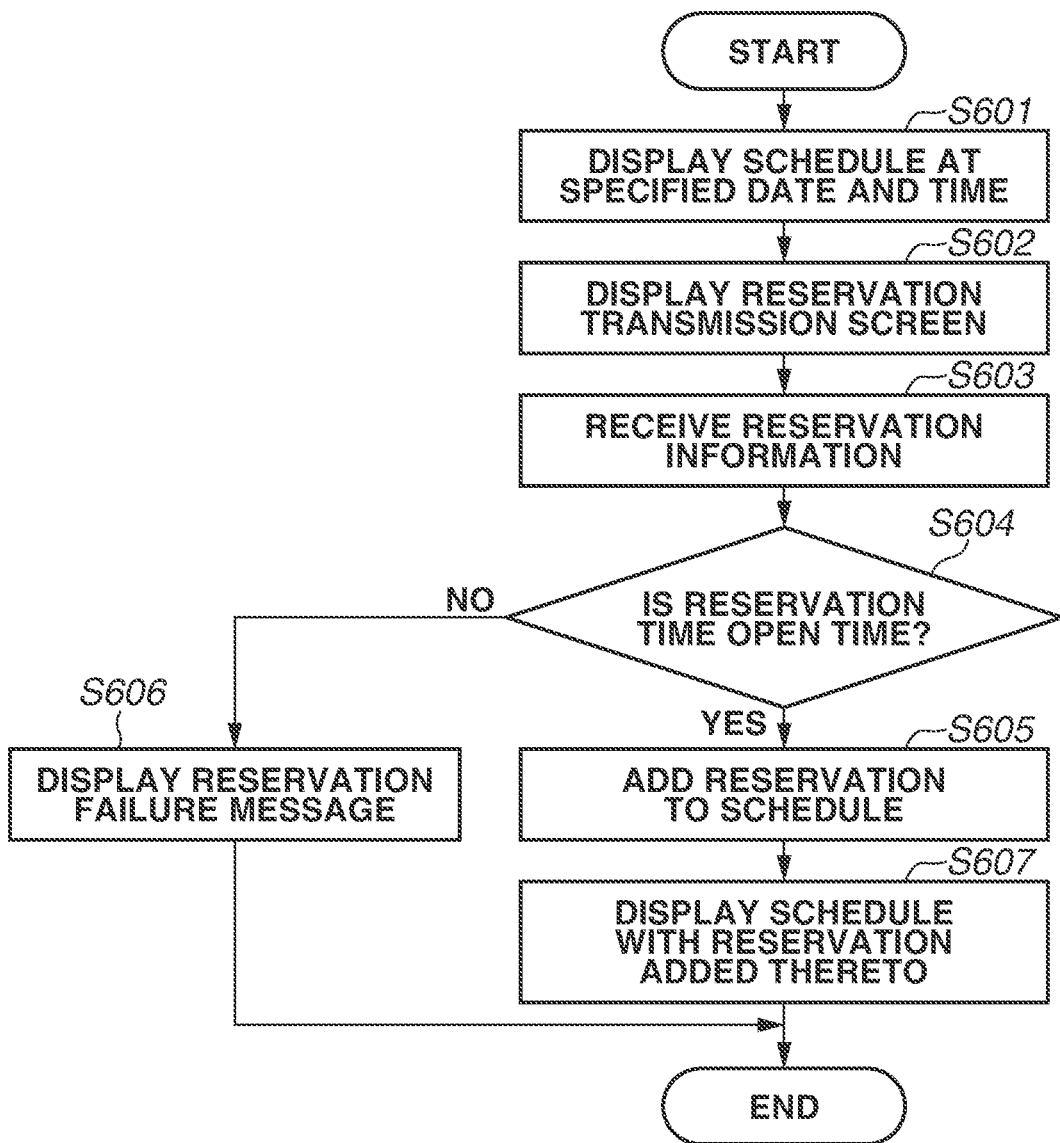 START
S601
DISPLAY SCHEDULE AT
SPECIFIED DATE AND TIME
S602
DISPLAY RESERVATION
TRANSMISSION SCREEN
S603
RECEIVE RESERVATION
INFORMATION
S604
IS RESERVATION
TIME OPEN TIME?
NO
YES
S606
DISPLAY RESERVATION
FAILURE MESSAGE
S605
ADD RESERVATION
TO SCHEDULE
S607
DISPLAY SCHEDULE
WITH RESERVATION
ADDED THERETO
END